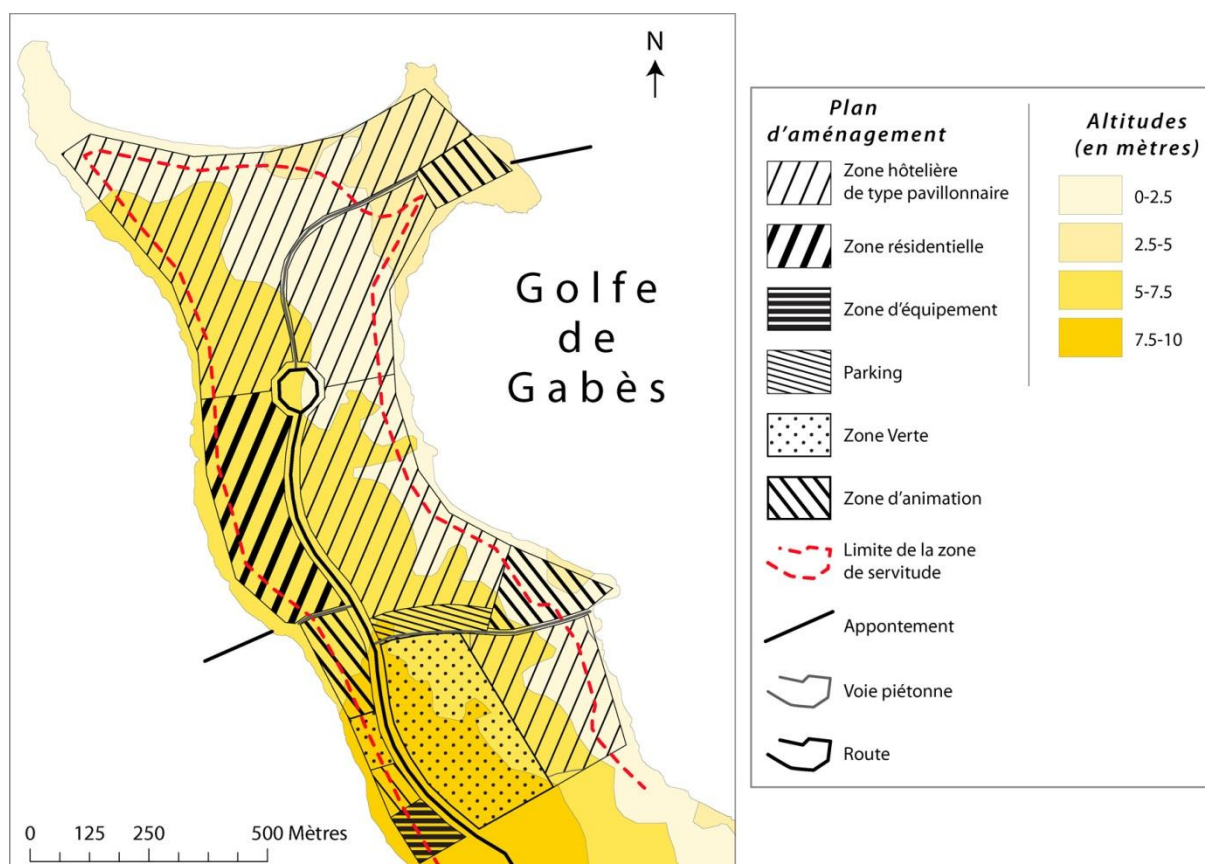 N
Golfe
de
Gabès
0 125 250 500 Mètres
Plan
d'aménagement
Zone hôtelière
de type pavillonnaire
Zone résidentielle
Zone d'équipement
Parking
Zone Verte
Zone d'animation
Limite de la zone
de servitude
Appontement
Voie piétonne
Route
Altitudes
(en mètres)
0-2.5
2.5-5
5-7.5
7.5-10